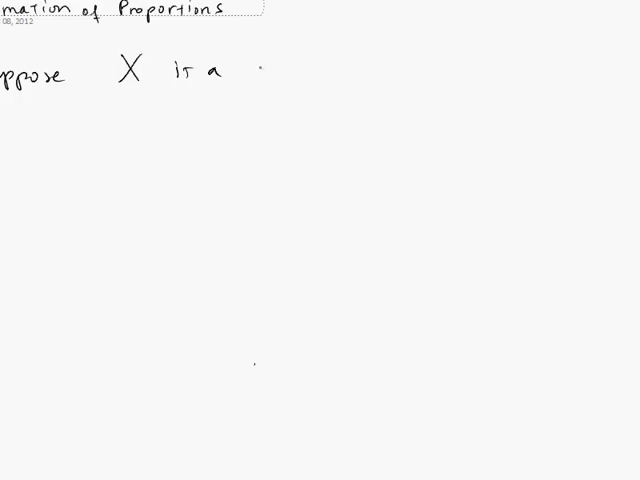 mation of Proportions
08, 2012
ppose X is a